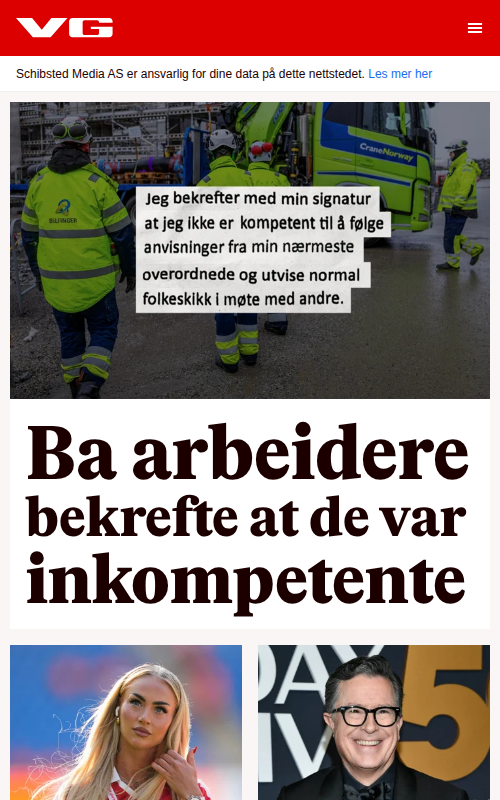 VG
Schibsted Media AS er ansvarlig for dine data på dette nettstedet. Les mer her
CraneNorway
BILFINGER
Jeg bekrefter med min signatur
at jeg ikke er kompetent til å følge
anvisninger fra min nærmeste
overordnede og utvise normal
folkeskikk i møte med andre.
Ba arbeidere
bekrefte at de var
inkompetente